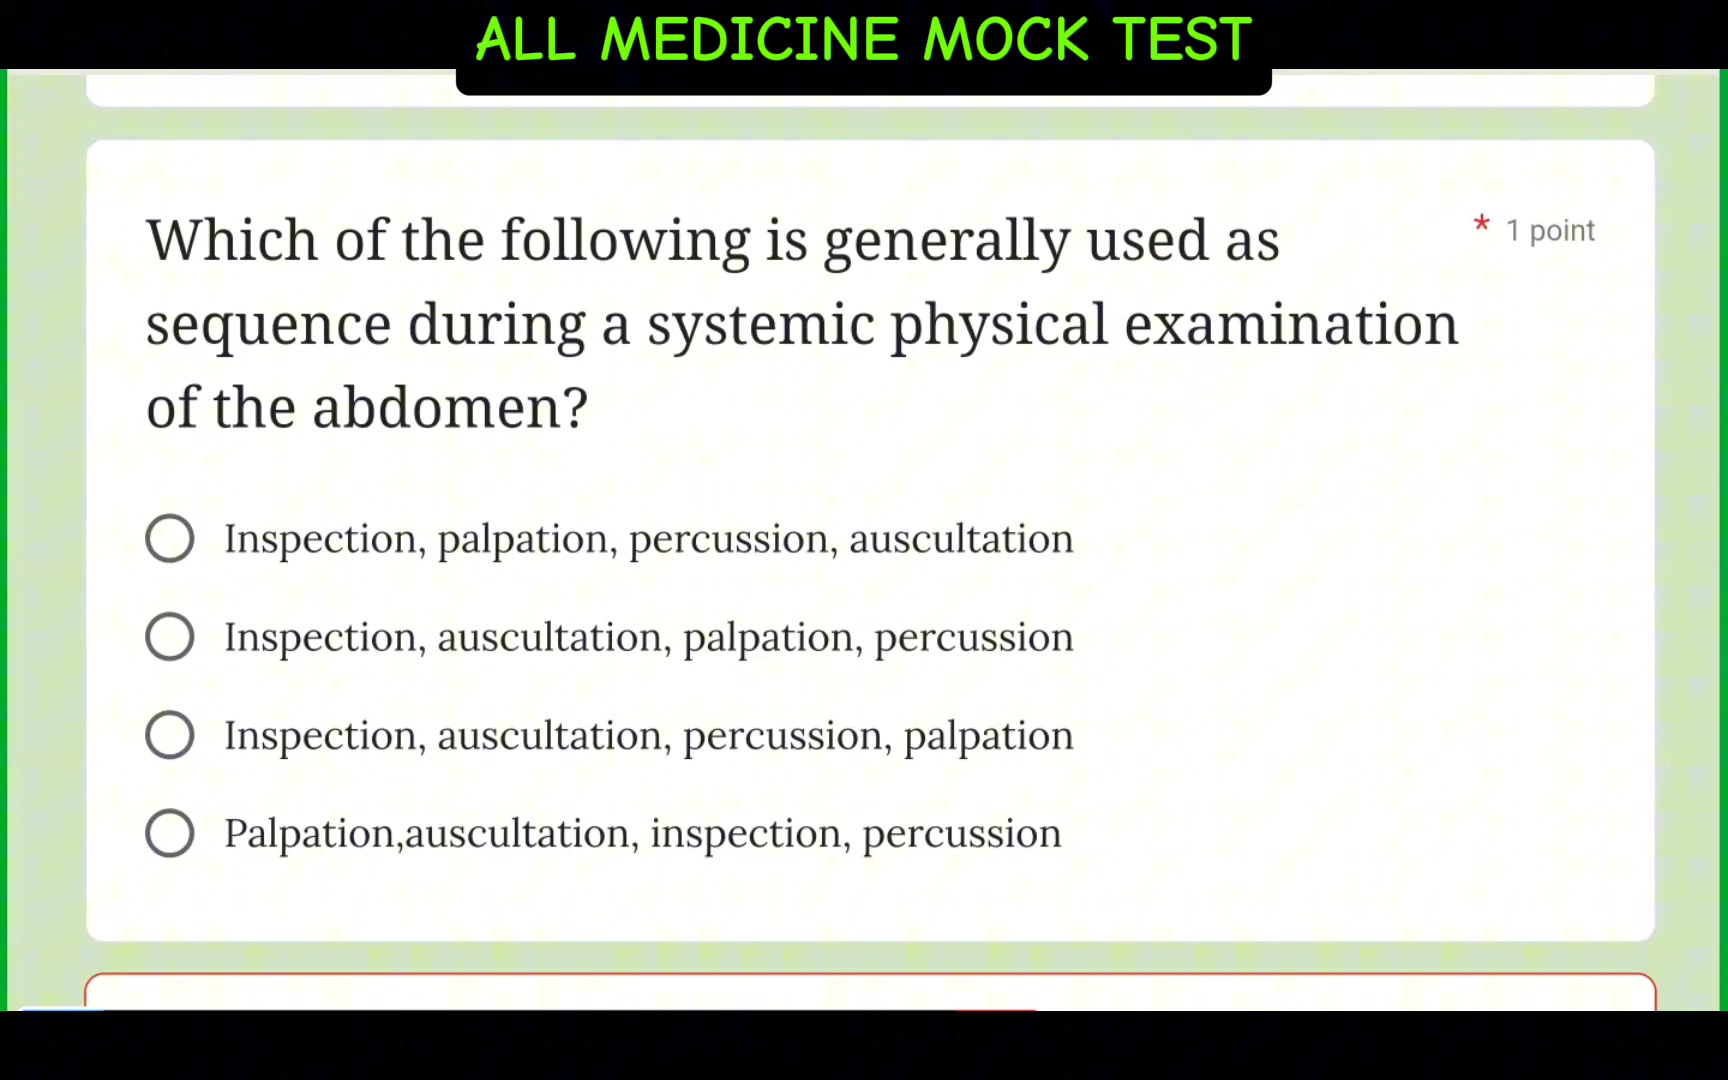 ALL MEDICINE MOCK TEST
Which of the following is generally used as
* 1 point
sequence during a systemic physical examination
of the abdomen?
Inspection, palpation, percussion, auscultation
Inspection, auscultation, palpation, percussion
Inspection, auscultation, percussion, palpation
Palpation,auscultation, inspection, percussion